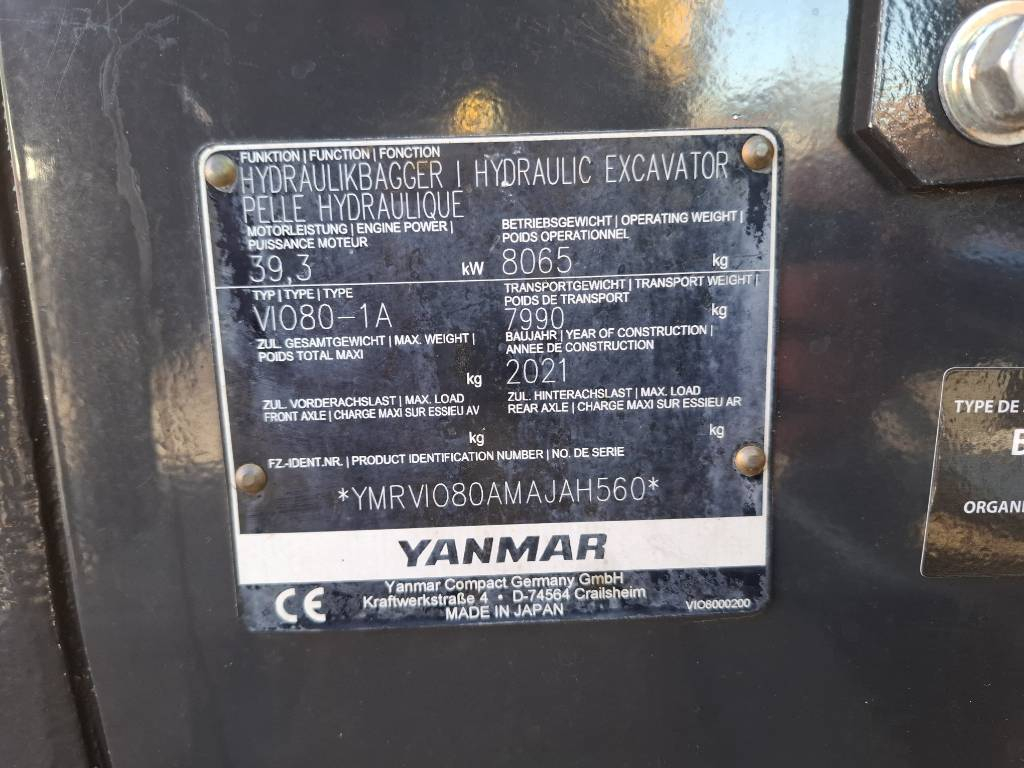 FUNKTION | FUNCTION | FONCTION
HYDRAULIKBAGGER | HYDRAULIC EXCAVATOR
PELLE HYDRAULIQUE
MOTORLEISTUNG | ENGINE POWER |
PUISSANCE MOTEUR
39,3 kW
BETRIEBSGEWICHT | OPERATING WEIGHT |
POIDS OPERATIONNEL
8065 kg
TYP | TYPE | TYPE
VIO80-1A
TRANSPORTGEWICHT | TRANSPORT WEIGHT |
POIDS DE TRANSPORT
7990 kg
ZUL. GESAMTGEWICHT | MAX. WEIGHT |
POIDS TOTAL MAXI
kg
BAUJAHR | YEAR OF CONSTRUCTION |
ANNEE DE CONSTRUCTION
2021
ZUL. VORDERACHSLAST | MAX. LOAD
FRONT AXLE | CHARGE MAXI SUR ESSIEU AV
kg
ZUL. HINTERACHSLAST | MAX. LOAD
REAR AXLE | CHARGE MAXI SUR ESSIEU AR
kg
FZ-IDENT.NR. | PRODUCT IDENTIFICATION NUMBER | NO. DE SERIE
*YMRVIO80AMAJAH560*
YANMAR
Yanmar Compact Germany GmbH
Kraftwerkstraße 4 • D-74564 Crailsheim
MADE IN JAPAN
CE
VIO6000200
TYPE DE
ORGANI